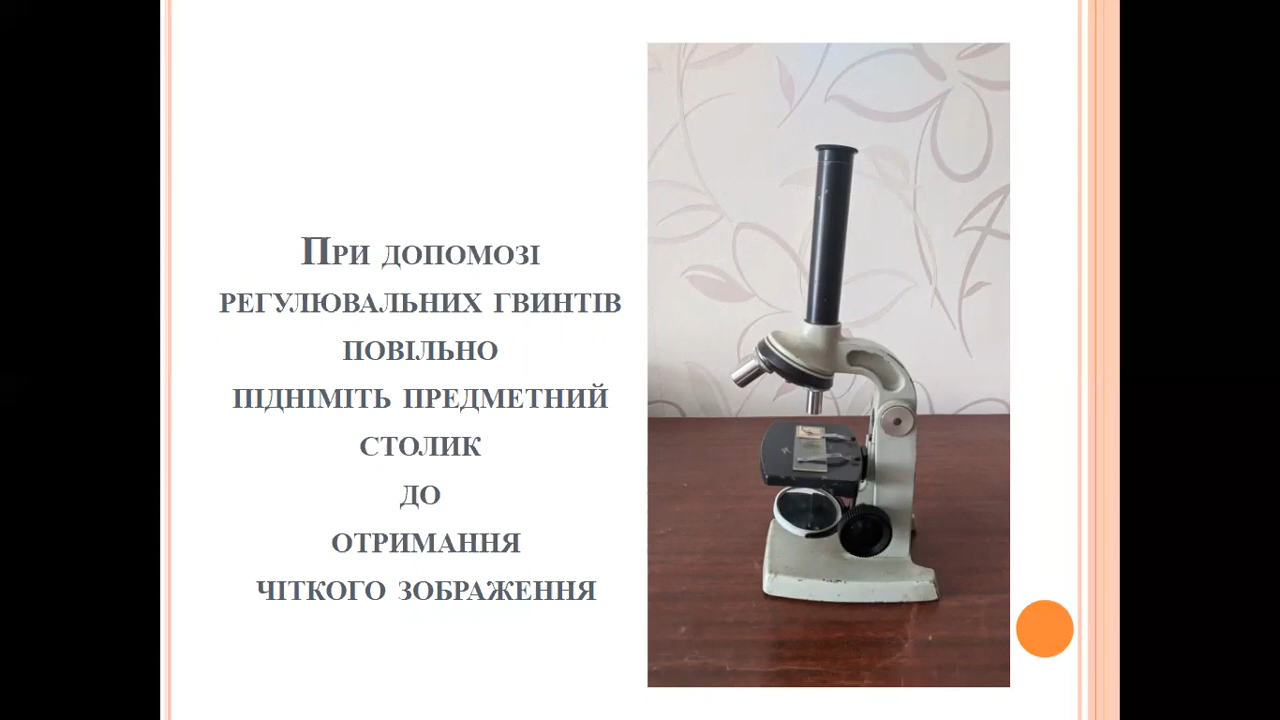 При допомозі
регулювальних гвинтів
повільно
підніміть предметний
столик
до
отримання
чіткого зображення